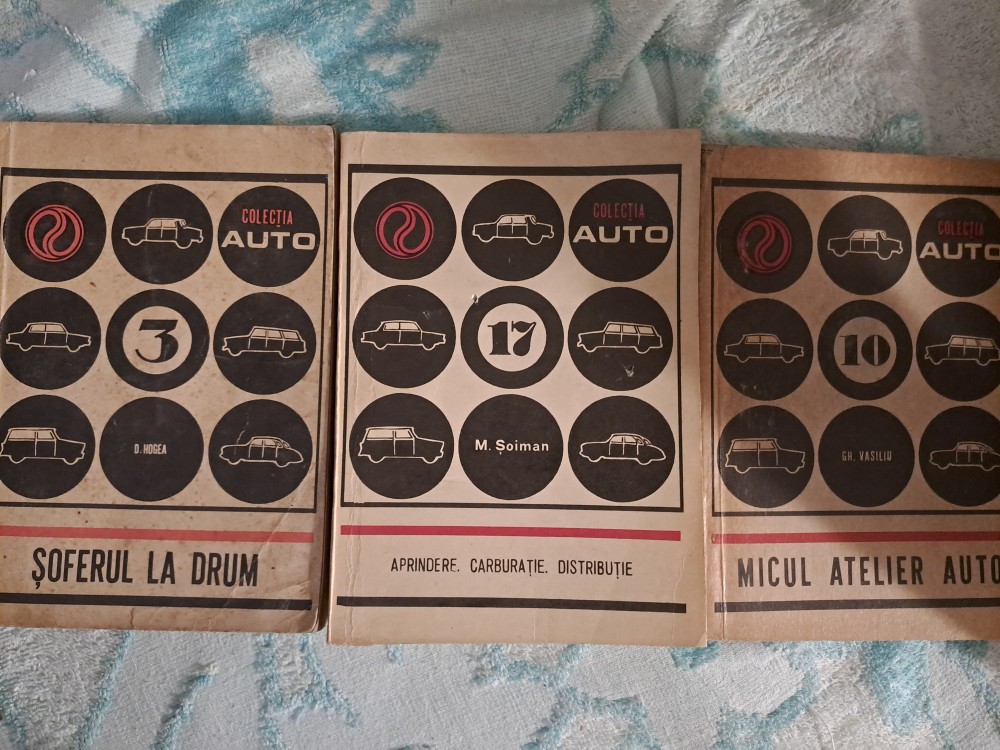 COLECȚIA
AUTO
3
D. HOGEA
ȘOFERUL LA DRUM
COLECȚIA
AUTO
17
M. Șoiman
APRINDERE. CARBURAȚIE. DISTRIBUȚIE
COLECȚIA
AUTO
10
GH. VASILIU
MICUL ATELIER AUTO